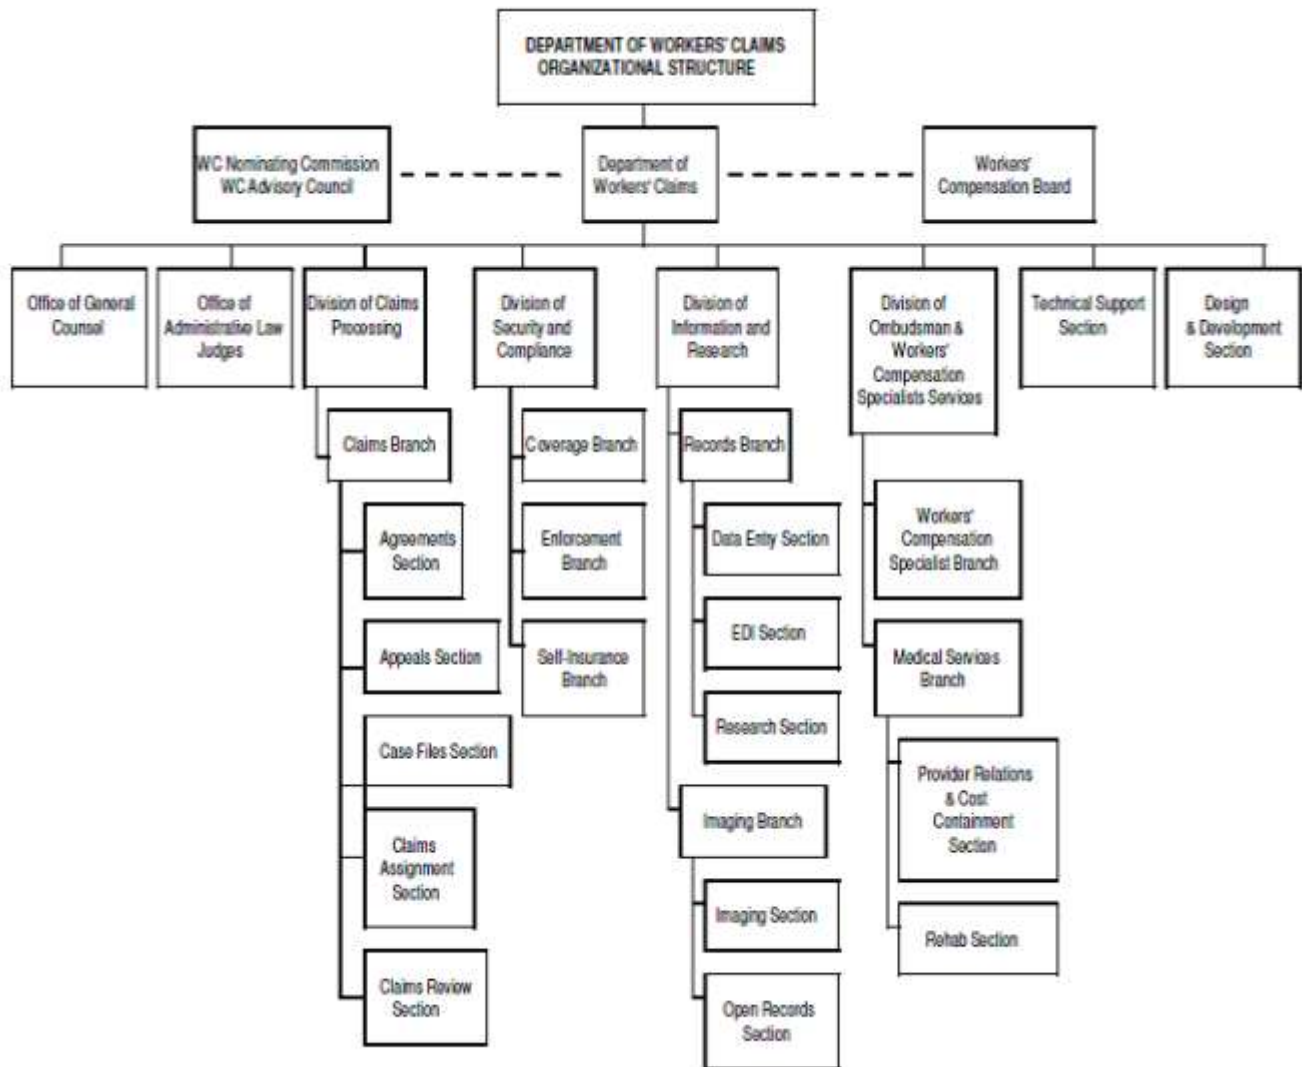 DEPARTMENT OF WORKERS' CLAIMS
ORGANIZATIONAL STRUCTURE
WC Nominating Commission
WC Advisory Council
Department of
Workers' Claims
Workers'
Compensation Board
Office of General
Counsel
Office of
Administrative Law
Judges
Division of Claims
Processing
Division of
Security and
Compliance
Division of
Information and
Research
Division of
Ombudsman &
Workers'
Compensation
Specialists Services
Technical Support
Section
Design
& Development
Section
Claims Branch
Agreements
Section
Appeals Section
Case Files Section
Claims
Assignment
Section
Claims Review
Section
Coverage Branch
Enforcement
Branch
Self-Insurance
Branch
Records Branch
Data Entry Section
EDI Section
Research Section
Imaging Branch
Imaging Section
Open Records
Section
Workers'
Compensation
Specialist Branch
Medical Services
Branch
Provider Relations
& Cost
Containment
Section
Rehab Section